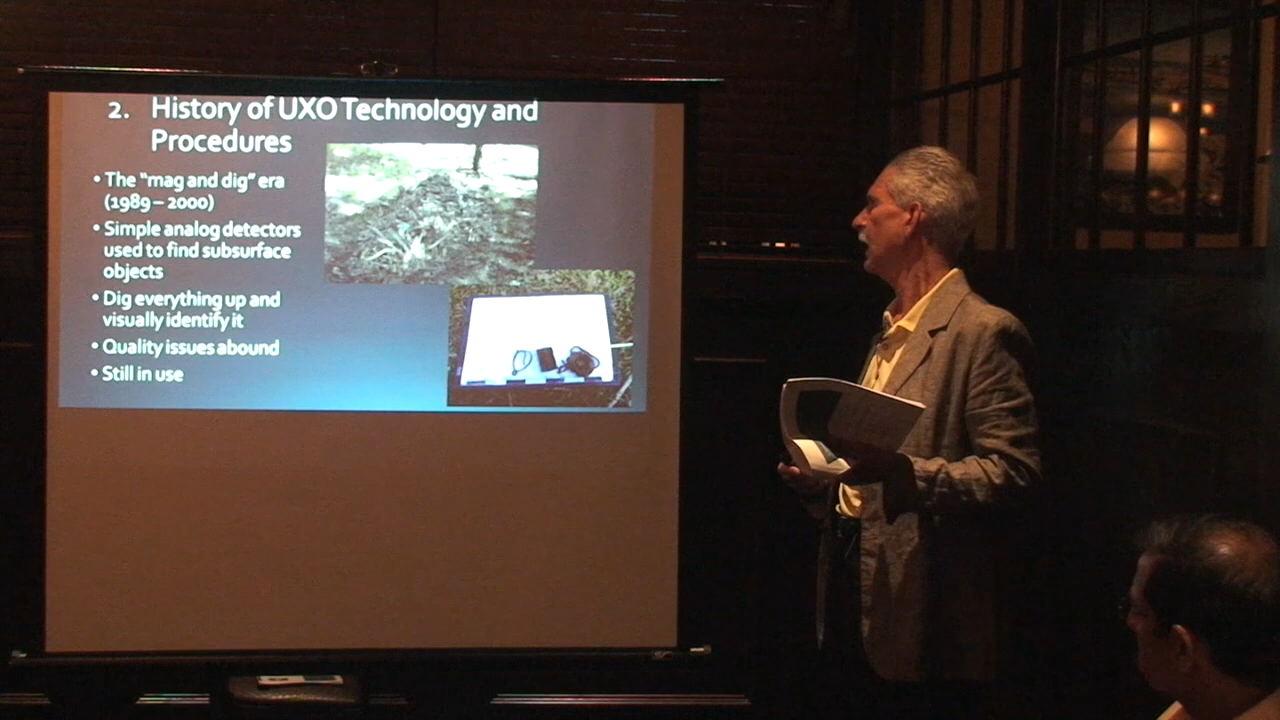 2. History of UXO Technology and
Procedures
• The “mag and dig” era
(1989 – 2000)
• Simple analog detectors
used to find subsurface
objects
• Dig everything up and
visually identify it
• Quality issues abound
• Still in use